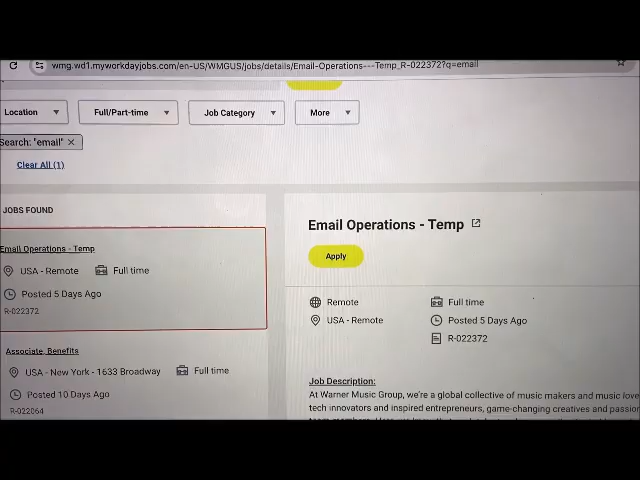 wmg.wd1.myworkdayjobs.com/en-US/WMGUS/jobs/details/Email-Operations---Temp_R-022372?q=email
Location Full/Part-time Job Category More
Search: "email" X
Clear All (1)
JOBS FOUND
Email Operations - Temp
USA - Remote Full time
Posted 5 Days Ago
R-022372
Associate, Benefits
USA - New York - 1633 Broadway Full time
Posted 10 Days Ago
R-022064
Email Operations - Temp
Apply
Remote Full time
USA - Remote Posted 5 Days Ago
R-022372
Job Description:
At Warner Music Group, we're a global collective of music makers and music love
tech innovators and inspired entrepreneurs, game-changing creatives and passion